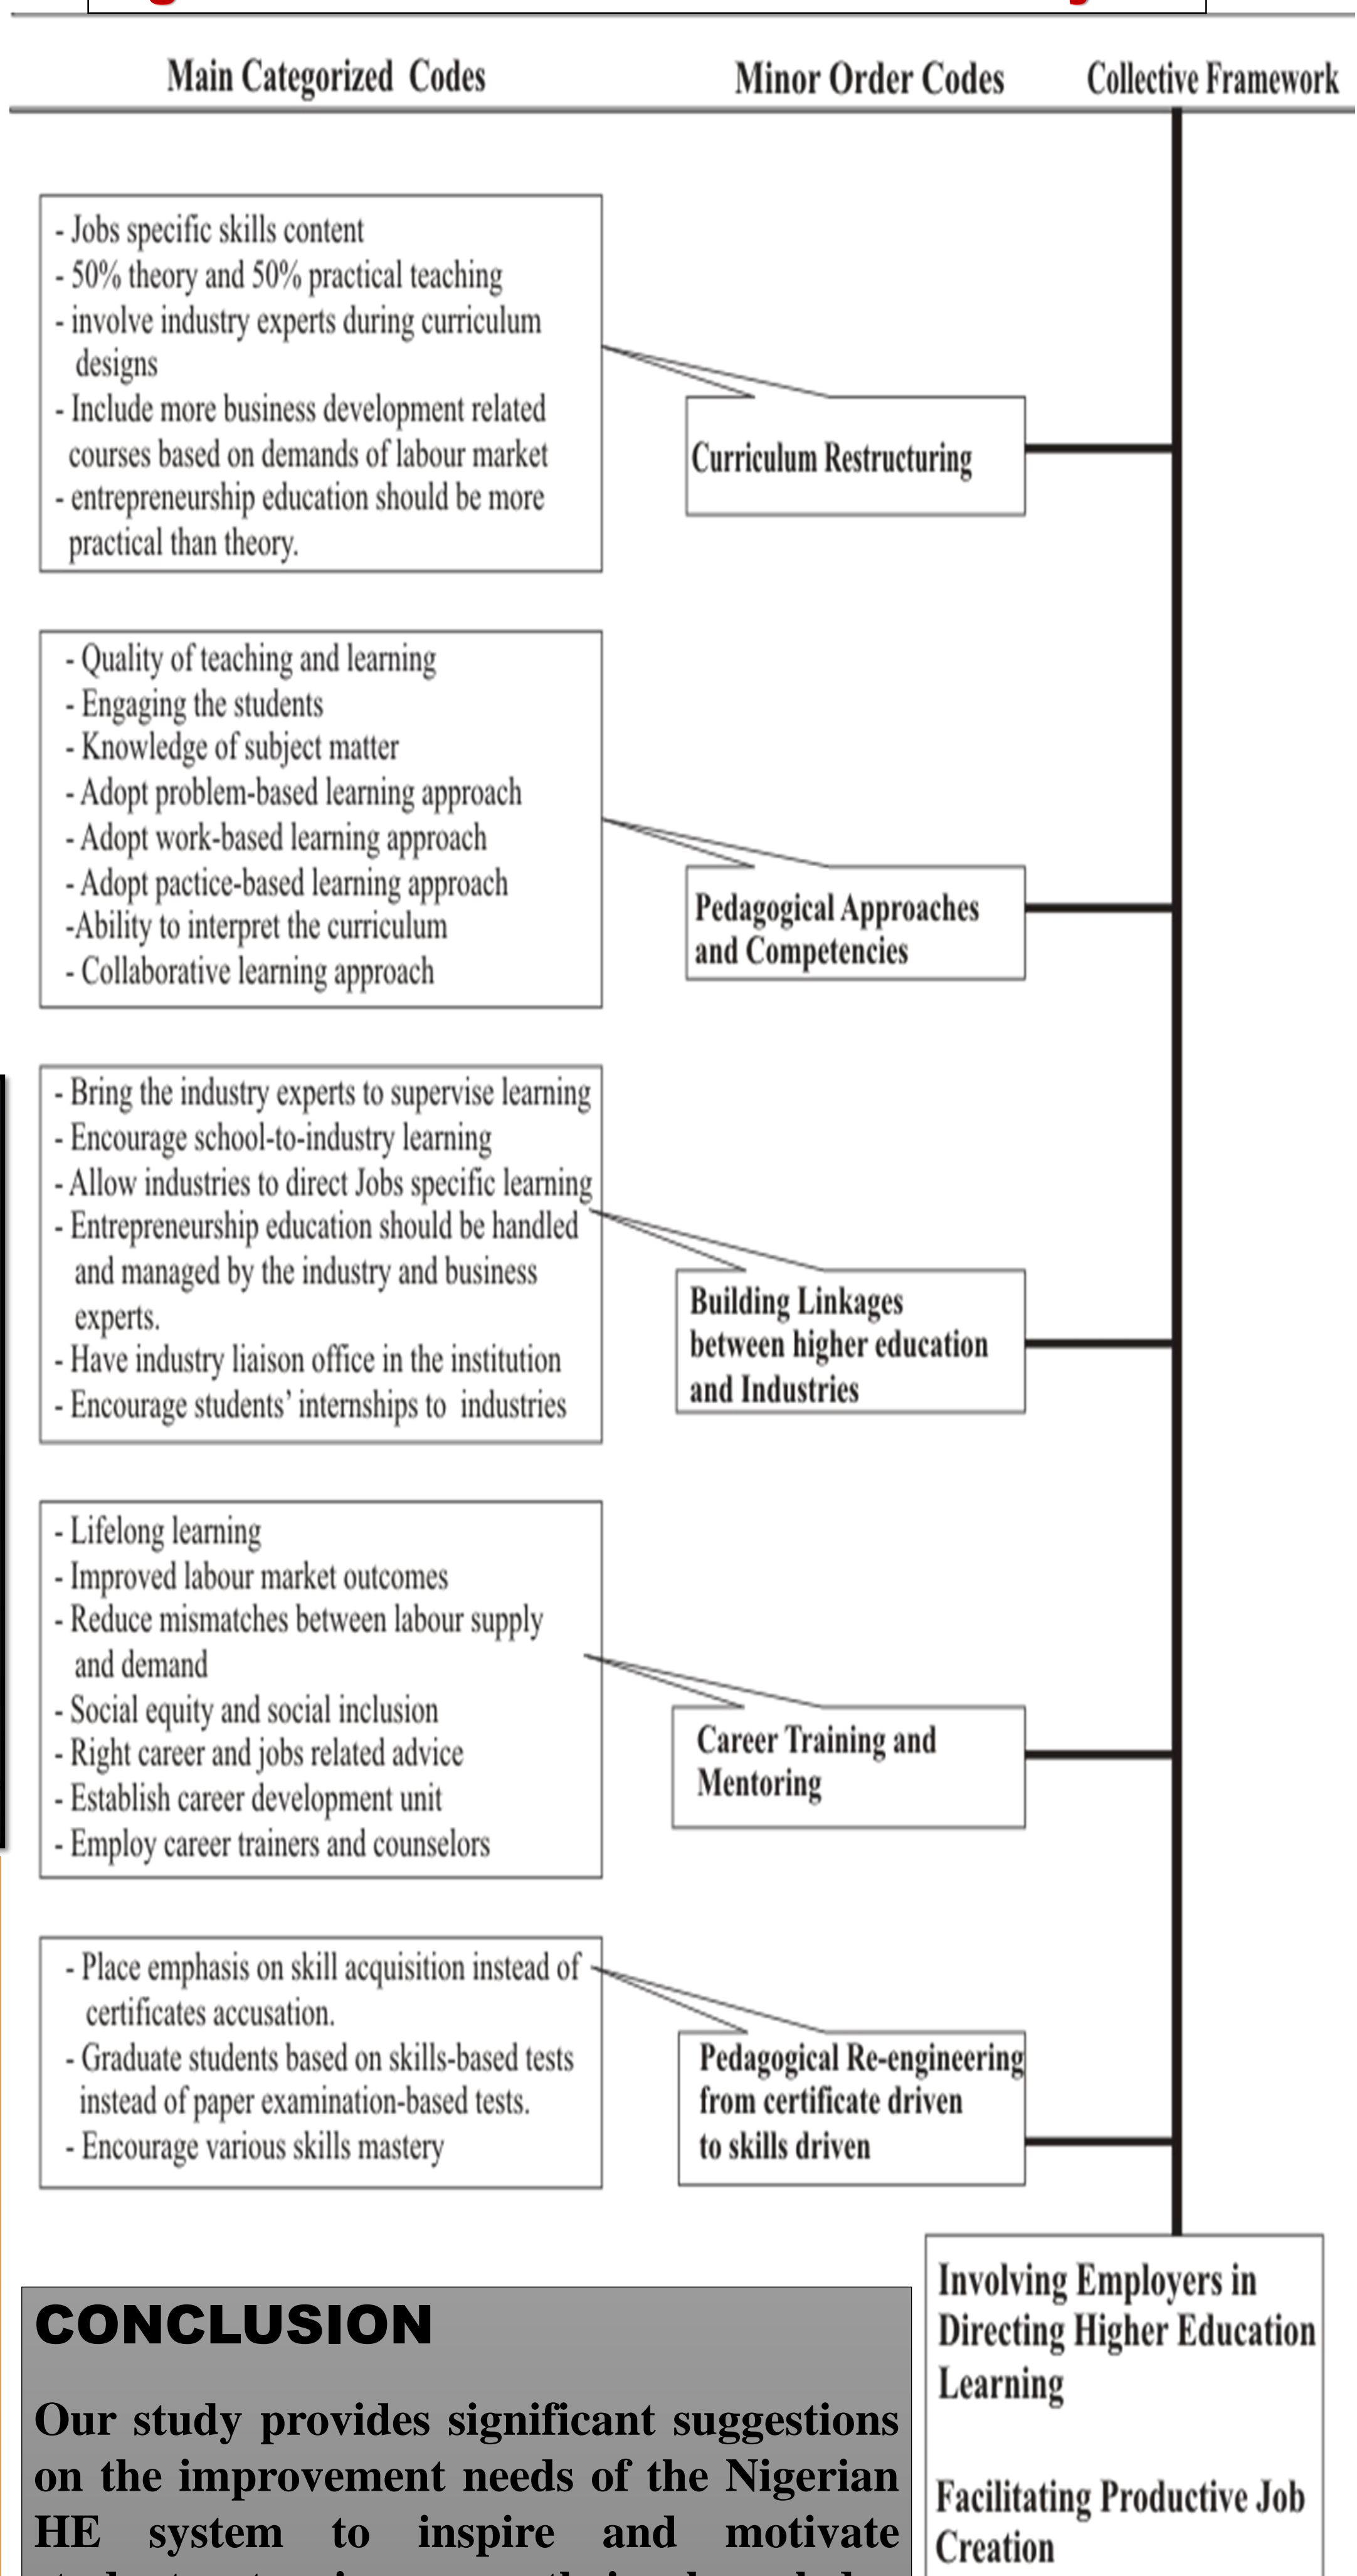 Main Categorized Codes
Minor Order Codes
Collective Framework
- Jobs specific skills content
- 50% theory and 50% practical teaching
- involve industry experts during curriculum
designs
- Include more business development related
courses based on demands of labour market
- entrepreneurship education should be more
practical than theory.
Curriculum Restructuring
- Quality of teaching and learning
- Engaging the students
- Knowledge of subject matter
- Adopt problem-based learning approach
- Adopt work-based learning approach
- Adopt pactice-based learning approach
-Ability to interpret the curriculum
- Collaborative learning approach
Pedagogical Approaches
and Competencies
- Bring the industry experts to supervise learning
- Encourage school-to-industry learning
- Allow industries to direct Jobs specific learning
- Entrepreneurship education should be handled
and managed by the industry and business
experts.
- Have industry liaison office in the institution
- Encourage students’ internships to industries
Building Linkages
between higher education
and Industries
- Lifelong learning
- Improved labour market outcomes
- Reduce mismatches between labour supply
and demand
- Social equity and social inclusion
- Right career and jobs related advice
- Establish career development unit
- Employ career trainers and counselors
Career Training and
Mentoring
- Place emphasis on skill acquisition instead of
certificates accusation.
- Graduate students based on skills-based tests
instead of paper examination-based tests.
- Encourage various skills mastery
Pedagogical Re-engineering
from certificate driven
to skills driven
Involving Employers in
Directing Higher Education
Learning
Facilitating Productive Job
Creation
CONCLUSION
Our study provides significant suggestions
on the improvement needs of the Nigerian
HE system to inspire and motivate